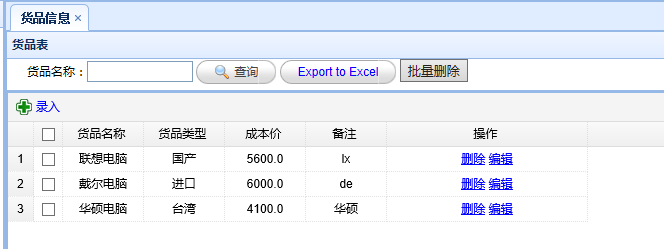 货品信息 ×
货品表
货品名称： 查询 Export to Excel 批量删除
录入
货品名称 货品类型 成本价 备注 操作
1 联想电脑 国产 5600.0 lx 删除 编辑
2 戴尔电脑 进口 6000.0 de 删除 编辑
3 华硕电脑 台湾 4100.0 华硕 删除 编辑